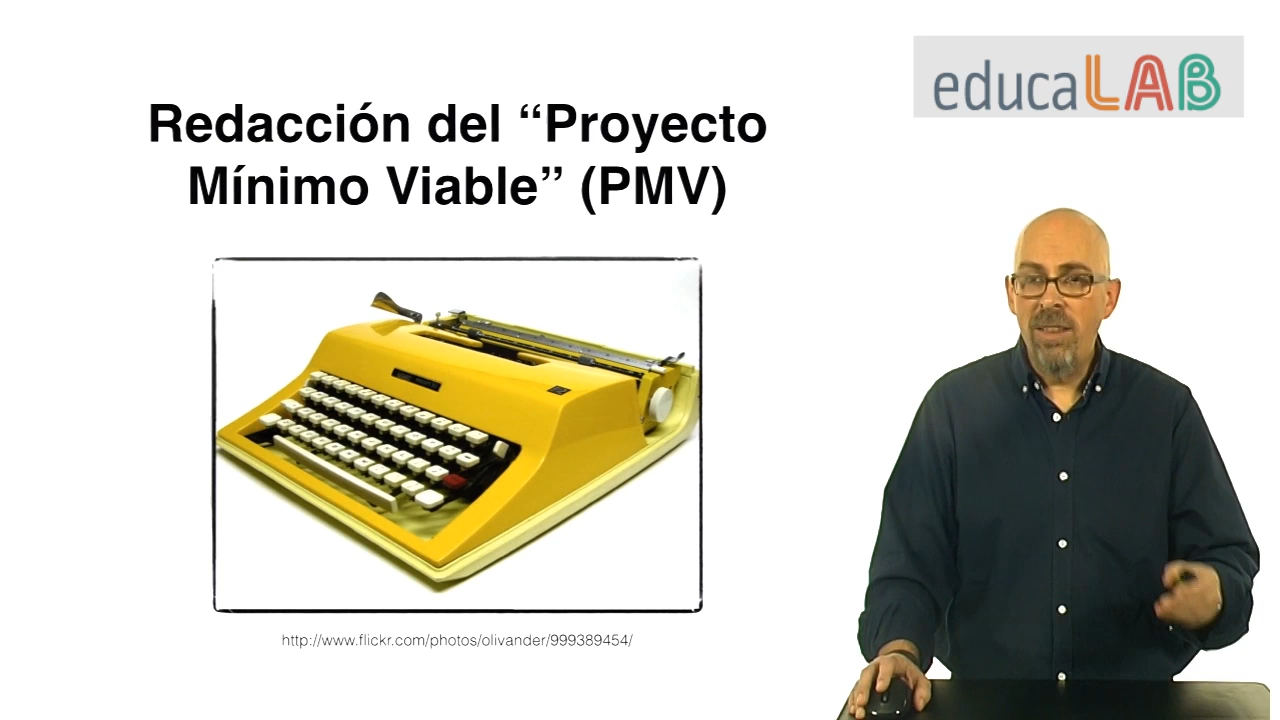 educaLAB
Redacción del “Proyecto
Mínimo Viable” (PMV)
http://www.flickr.com/photos/olivander/999389454/